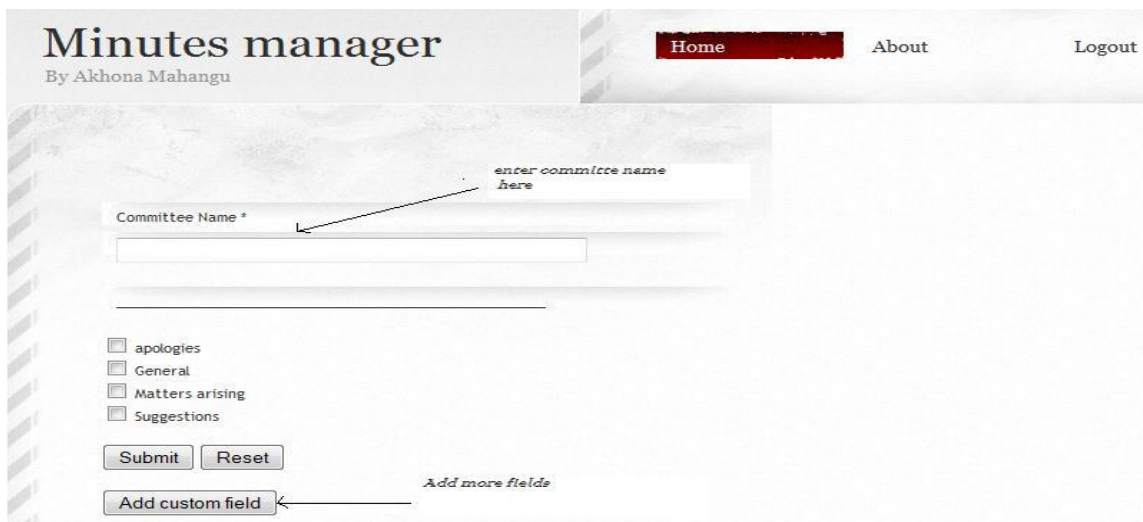 Minutes manager
By Akhona Mahangu
Home
About
Logout
enter committe name
here
Committee Name *
apologies
General
Matters arising
Suggestions
Submit
Reset
Add custom field
Add more fields